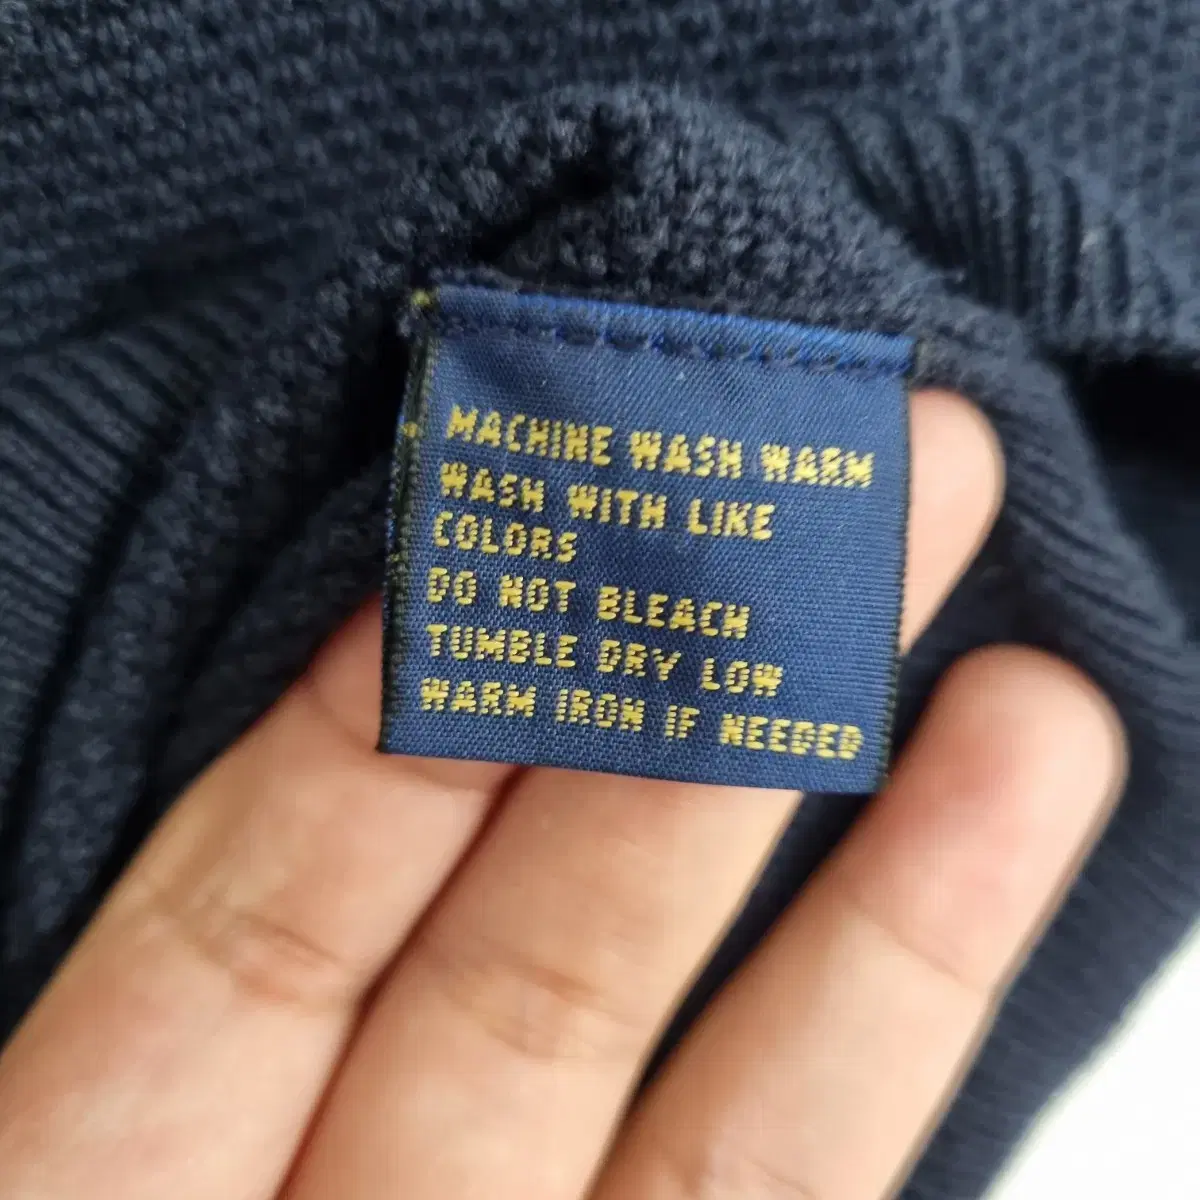 MACHINE WASH WARM
WASH WITH LIKE
COLORS
DO NOT BLEACH
TUMBLE DRY LOW
WARM IRON IF NEEDED